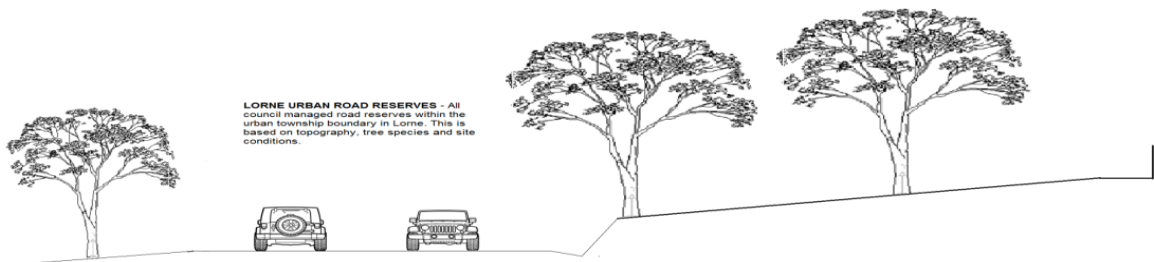 LORNE URBAN ROAD RESERVES - All
council managed road reserves within the
urban township boundary in Lorne. This is
based on topography, tree species and site
conditions.